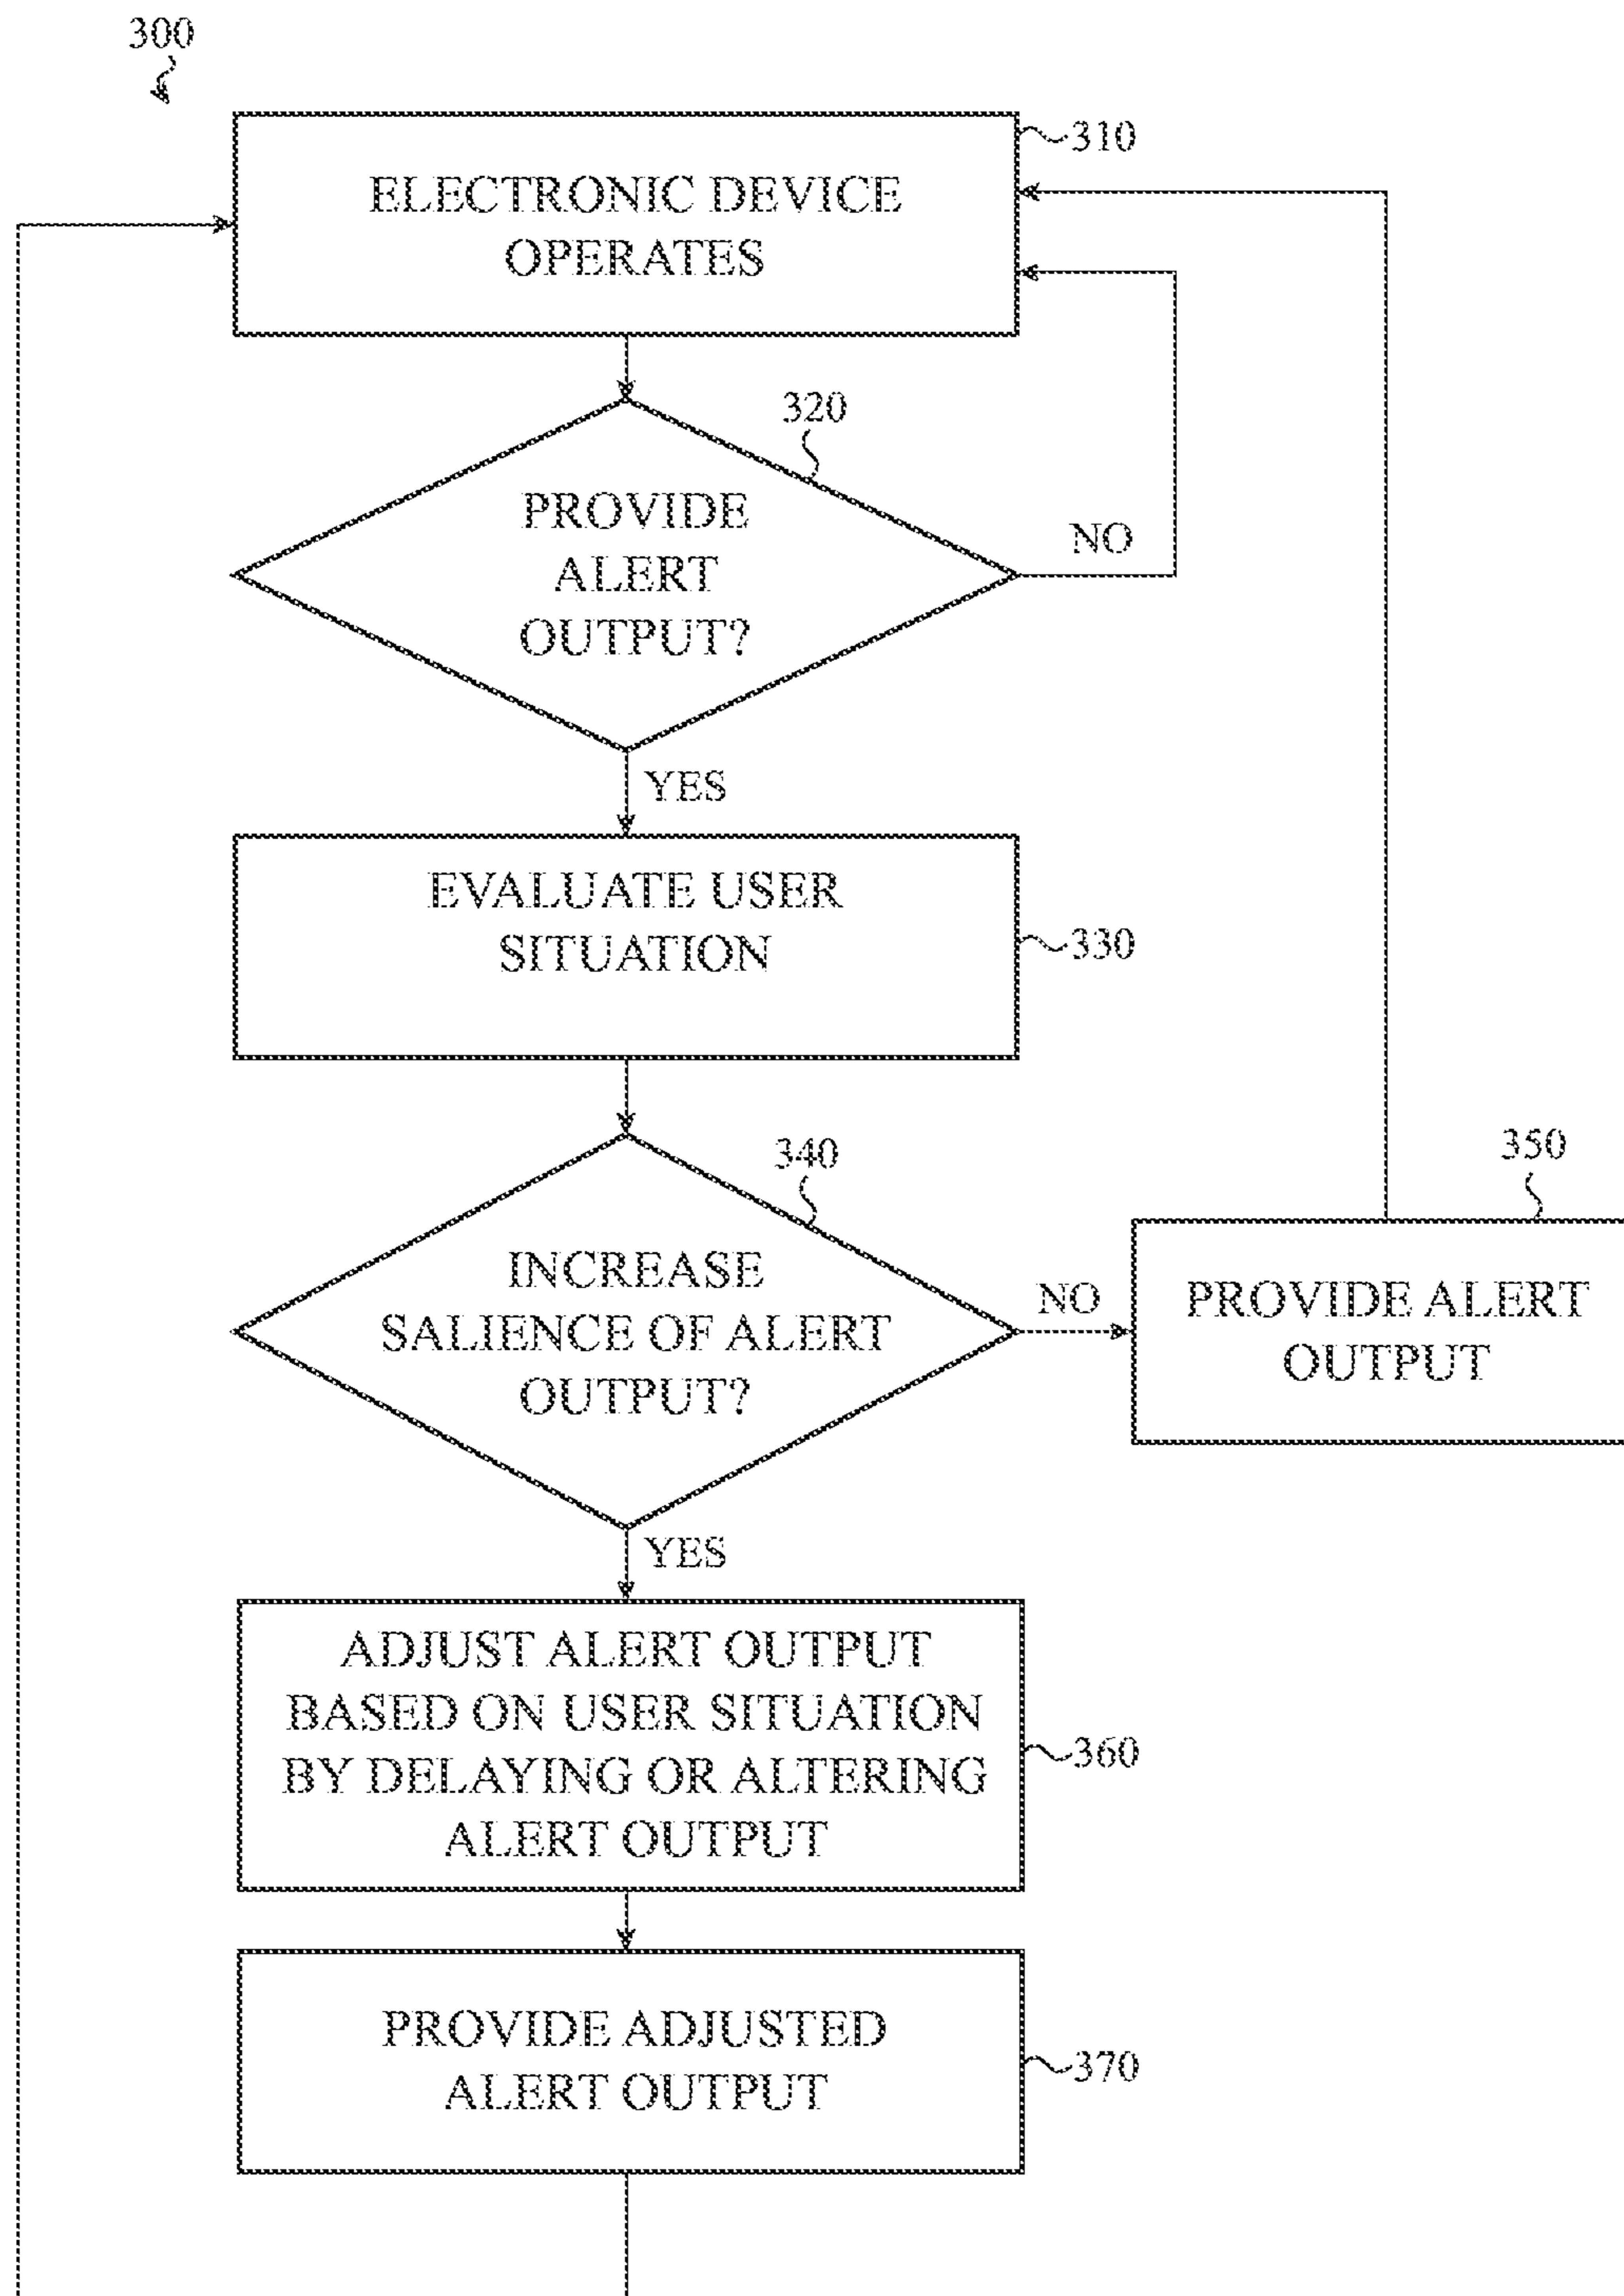 300
310
ELECTRONIC DEVICE
OPERATES
320
PROVIDE
ALERT
OUTPUT?
NO
YES
EVALUATE USER
SITUATION
330
340
INCREASE
SALIENCE OF ALERT
OUTPUT?
NO
350
PROVIDE ALERT
OUTPUT
YES
ADJUST ALERT OUTPUT
BASED ON USER SITUATION
BY DELAYING OR ALTERING
ALERT OUTPUT
360
PROVIDE ADJUSTED
ALERT OUTPUT
370